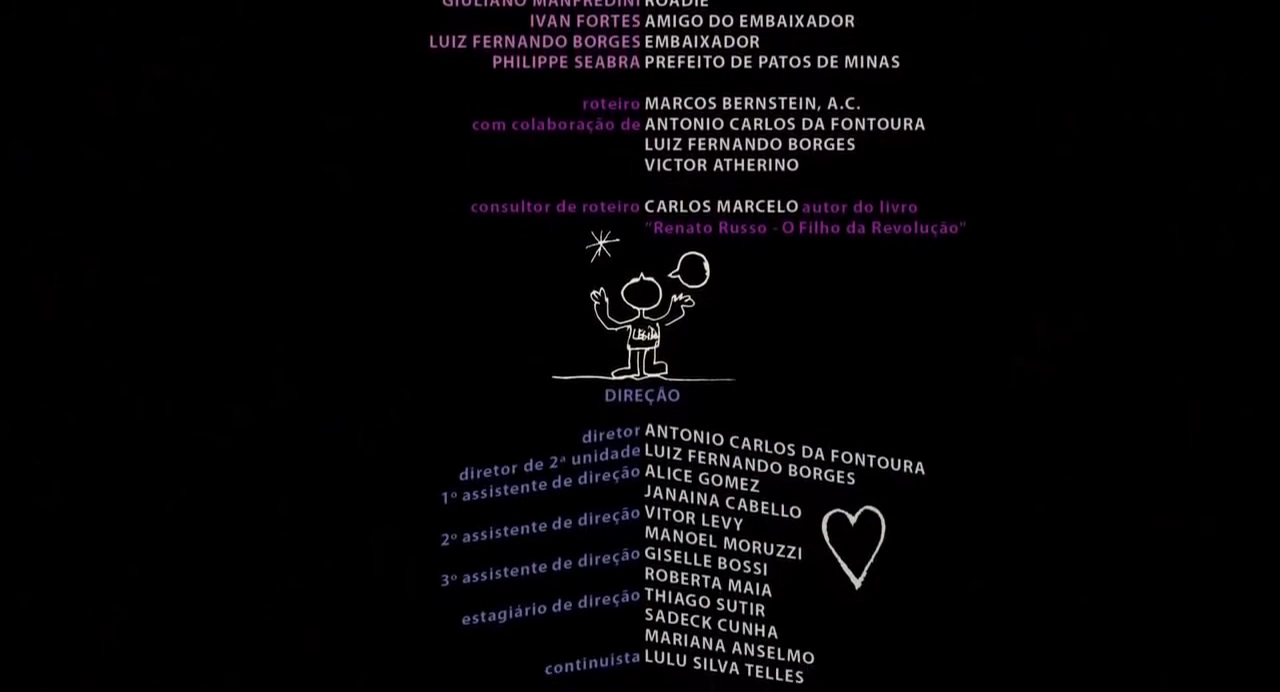 GIULIANO MANFREDINI ROADIE
IVAN FORTES AMIGO DO EMBAIXADOR
LUIZ FERNANDO BORGES EMBAIXADOR
PHILIPPE SEABRA PREFEITO DE PATOS DE MINAS
roteiro MARCOS BERNSTEIN, A.C.
com colaboração de ANTONIO CARLOS DA FONTOURA
LUIZ FERNANDO BORGES
VICTOR ATHERINO
consultor de roteiro CARLOS MARCELO autor do livro
"Renato Russo - O Filho da Revolução"
LEGIÃO
DIREÇÃO
diretor ANTONIO CARLOS DA FONTOURA
diretor de 2ª unidade LUIZ FERNANDO BORGES
1º assistente de direção ALICE GOMEZ
JANAINA CABELLO
2º assistente de direção VITOR LEVY
MANOEL MORUZZI
3º assistente de direção GISELLE BOSSI
ROBERTA MAIA
estagiário de direção THIAGO SUTIR
SADECK CUNHA
MARIANA ANSELMO
continuista LULU SILVA TELLES